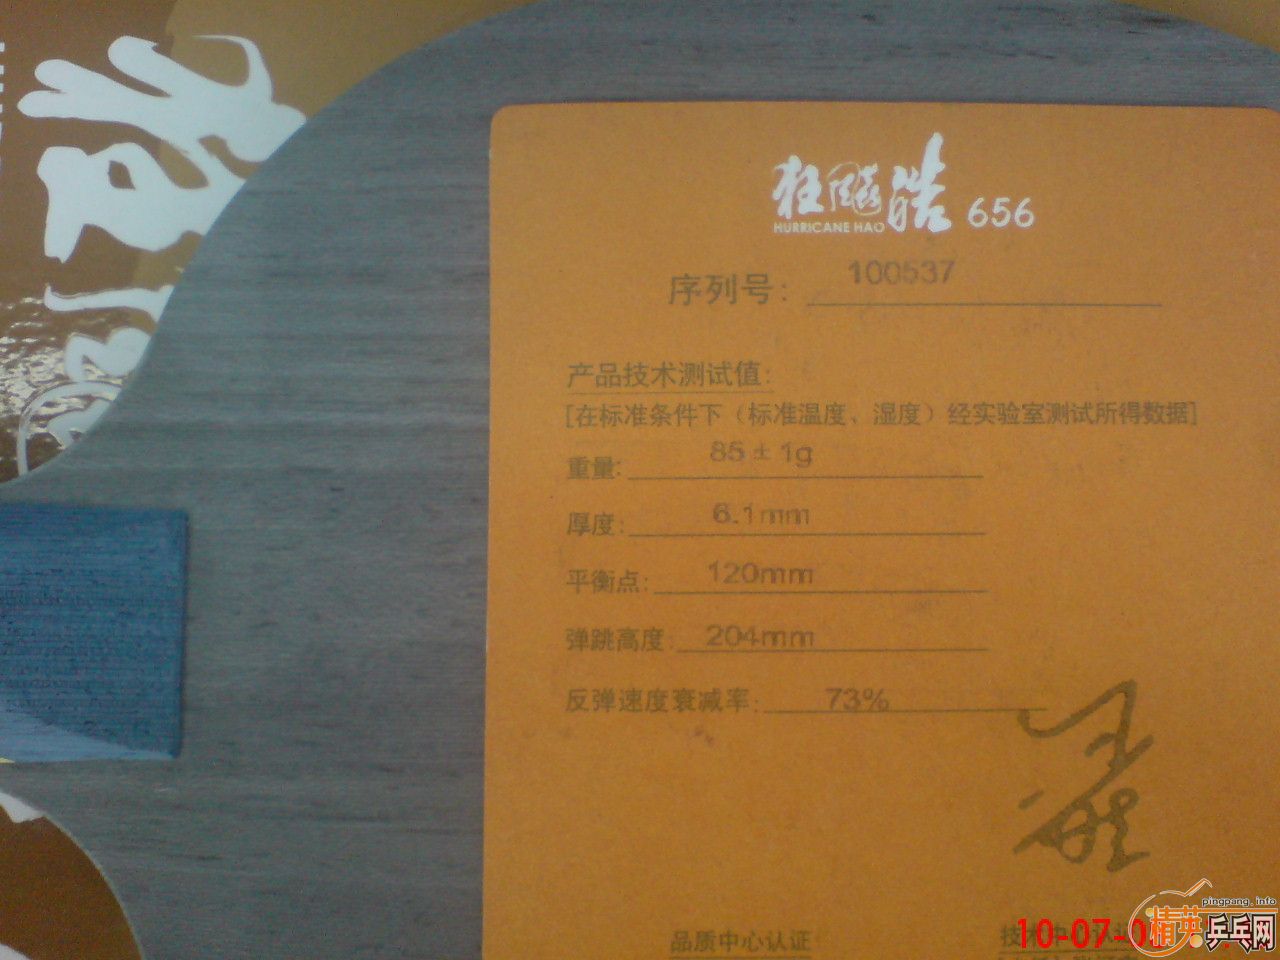 狂飚皓 656
HURRICANE HAO
序列号: 100537
产品技术测试值:
[在标准条件下（标准温度、湿度）经实验室测试所得数据]
重量: 85±1g
厚度: 6.1mm
平衡点: 120mm
弹跳高度: 204mm
反弹速度衰减率: 73%
品质中心认证
pingpang.info
精英乒乓网